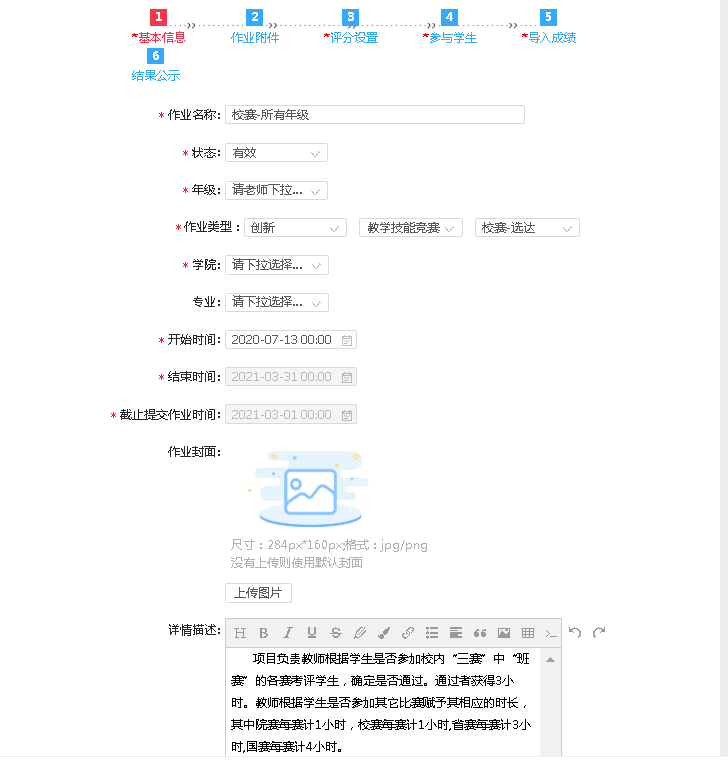 1 2 3 4 5
*基本信息 作业附件 *评分设置 *参与学生 *导入成绩
6
结果公示
* 作业名称: 校赛-所有年级
* 状态: 有效
* 年级: 请老师下拉...
* 作业类型: 创新 教学技能竞赛 校赛-选达
* 学院: 请下拉选择...
专业: 请下拉选择...
* 开始时间: 2020-07-13 00:00
* 结束时间: 2021-03-31 00:00
* 截止提交作业时间: 2021-03-01 00:00
作业封面:
尺寸：284px*160px;格式：jpg/png
没有上传则使用默认封面
上传图片
详情描述: H B I U S
项目负责教师根据学生是否参加校内“三赛”中“班
赛”的各赛考评学生，确定是否通过。通过者获得3小
时。教师根据学生是否参加其它比赛赋予其相应的时长，
其中院赛每赛计1小时，校赛每赛计1小时,省赛每赛计3小
时,国赛每赛计4小时。